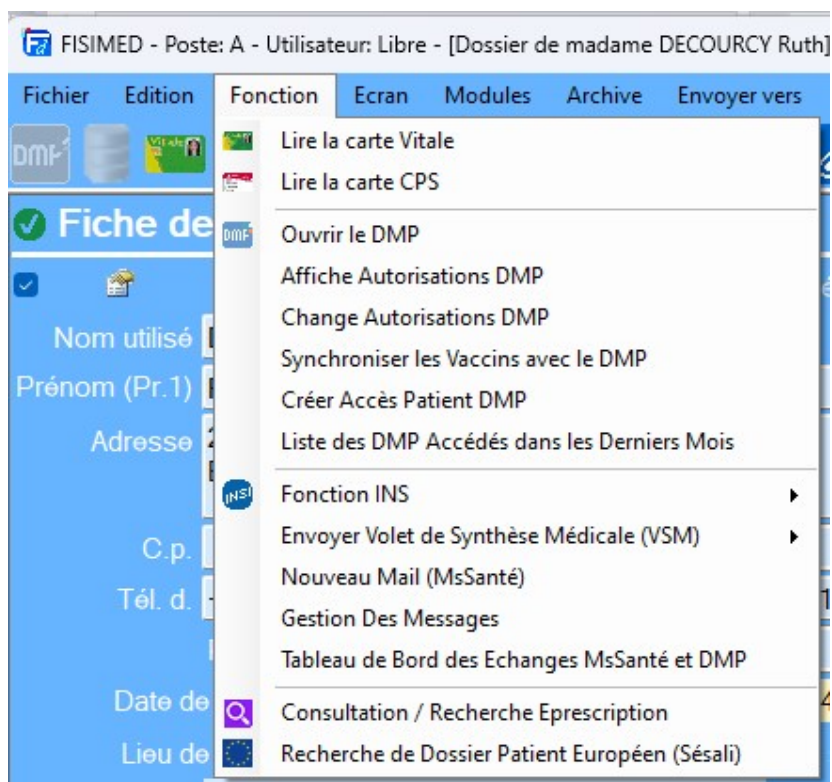 FISIMED - Poste: A - Utilisateur: Libre - [Dossier de madame DECOURCY Ruth]
Fichier Edition Fonction Ecran Modules Archive Envoyer vers
DMP
Lire la carte Vitale
Lire la carte CPS
Fiche de
Ouvrir le DMP
Affiche Autorisations DMP
Change Autorisations DMP
Nom utilisé
Synchroniser les Vaccins avec le DMP
Prénom (Pr.1)
Créer Accès Patient DMP
Adresse
Liste des DMP Accédés dans les Derniers Mois
INSi Fonction INS
C.p.
Envoyer Volet de Synthèse Médicale (VSM)
Nouveau Mail (MsSanté)
Tél. d.
Gestion Des Messages
Tableau de Bord des Echanges MsSanté et DMP
Date de
Consultation / Recherche Eprescription
Lieu de
Recherche de Dossier Patient Européen (Sésali)